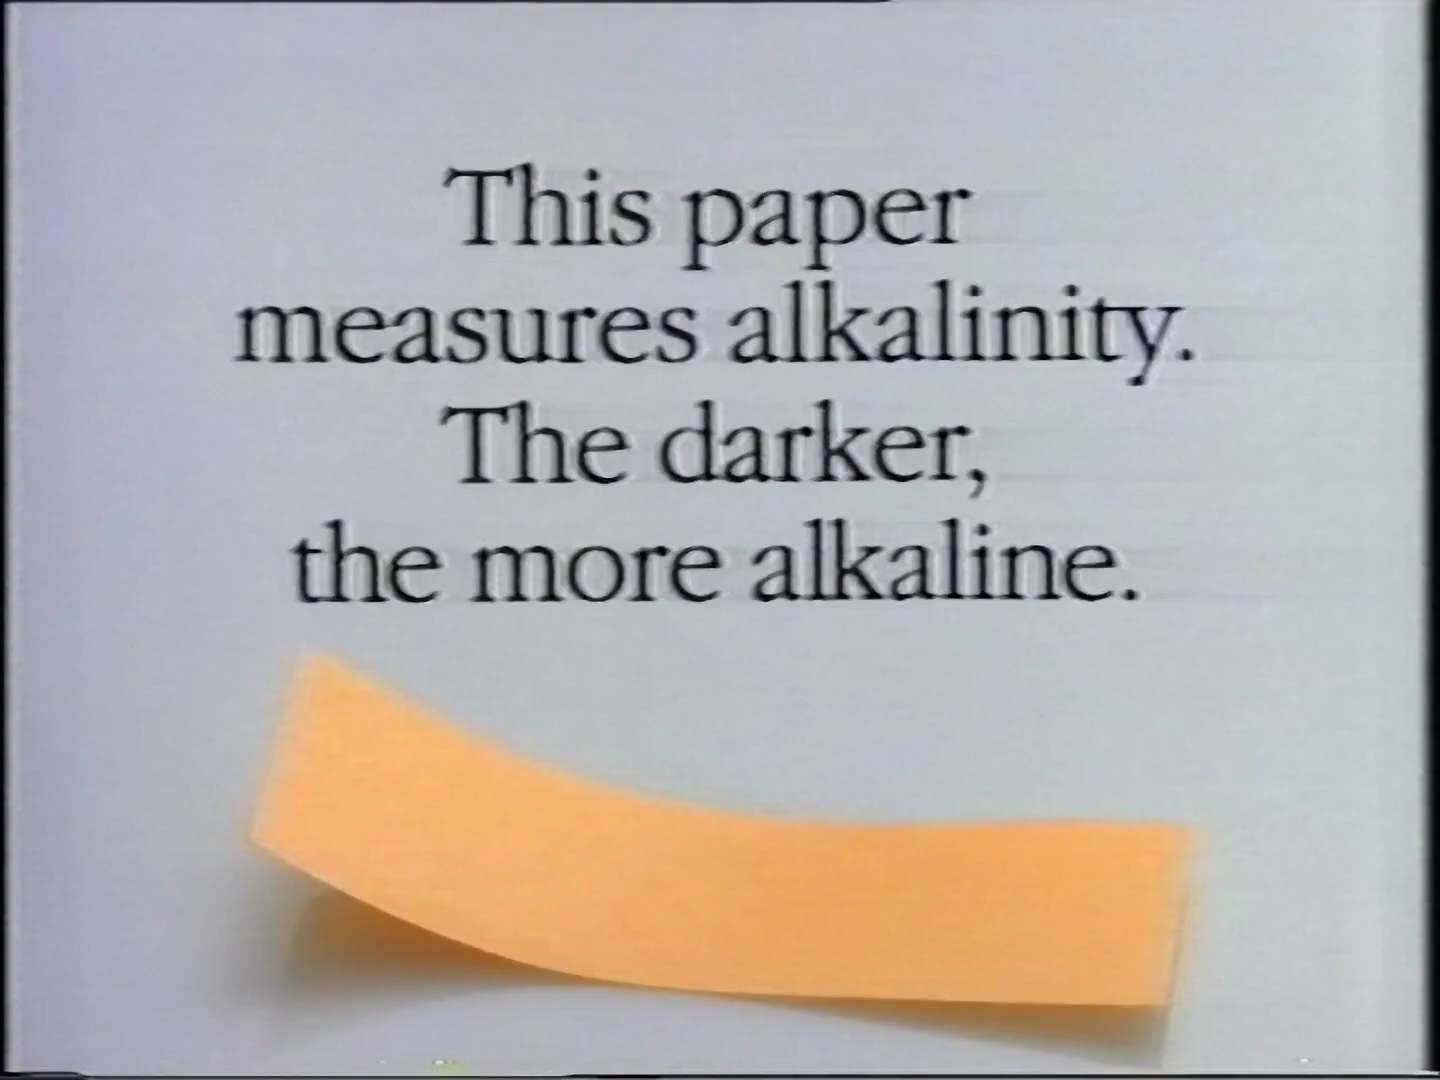 This paper
measures alkalinity.
The darker,
the more alkaline.